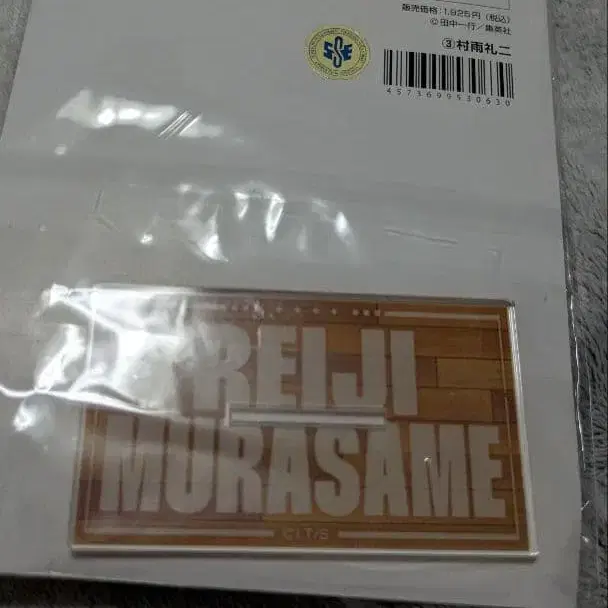 販売価格：1,925円（税込）
©田中一行／集英社
③村雨礼二
4573699530630
REIJI
MURASAME